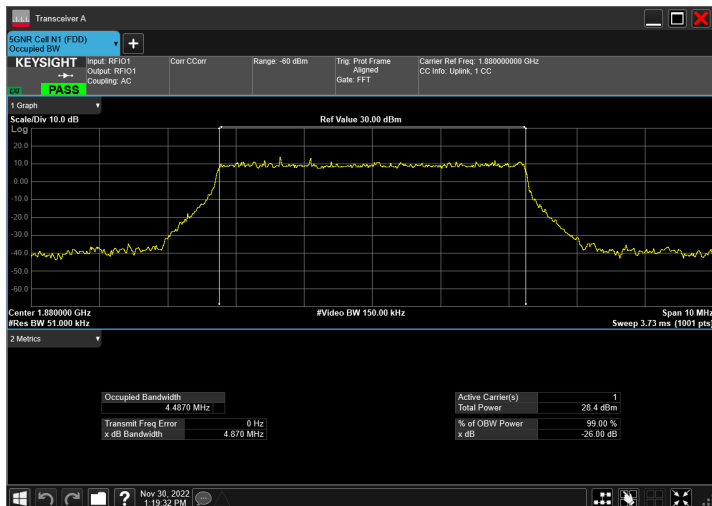 Transceiver A
5GNR Cell N1 (FDD)
Occupied BW
+
KEYSIGHT
LXI
PASS
Input: RFIO1
Output: RFIO1
Coupling: AC
Corr CCorr
Range: -60 dBm
Trig: Prot Frame
Aligned
Gate: FFT
Carrier Ref Freq: 1.880000000 GHz
CC Info: Uplink, 1 CC
1 Graph
Scale/Div 10.0 dB
Ref Value 30.00 dBm
Log
20.0
10.0
0.00
-10.0
-20.0
-30.0
-40.0
-50.0
-60.0
Center 1.880000 GHz
#Video BW 150.00 kHz
Span 10 MHz
#Res BW 51.000 kHz
Sweep 3.73 ms (1001 pts)
2 Metrics
Occupied Bandwidth
4.4870 MHz
Transmit Freq Error 0 Hz
x dB Bandwidth 4.870 MHz
Active Carrier(s) 1
Total Power 28.4 dBm
% of OBW Power 99.00 %
x dB -26.00 dB
?
Nov 30, 2022
1:19:32 PM